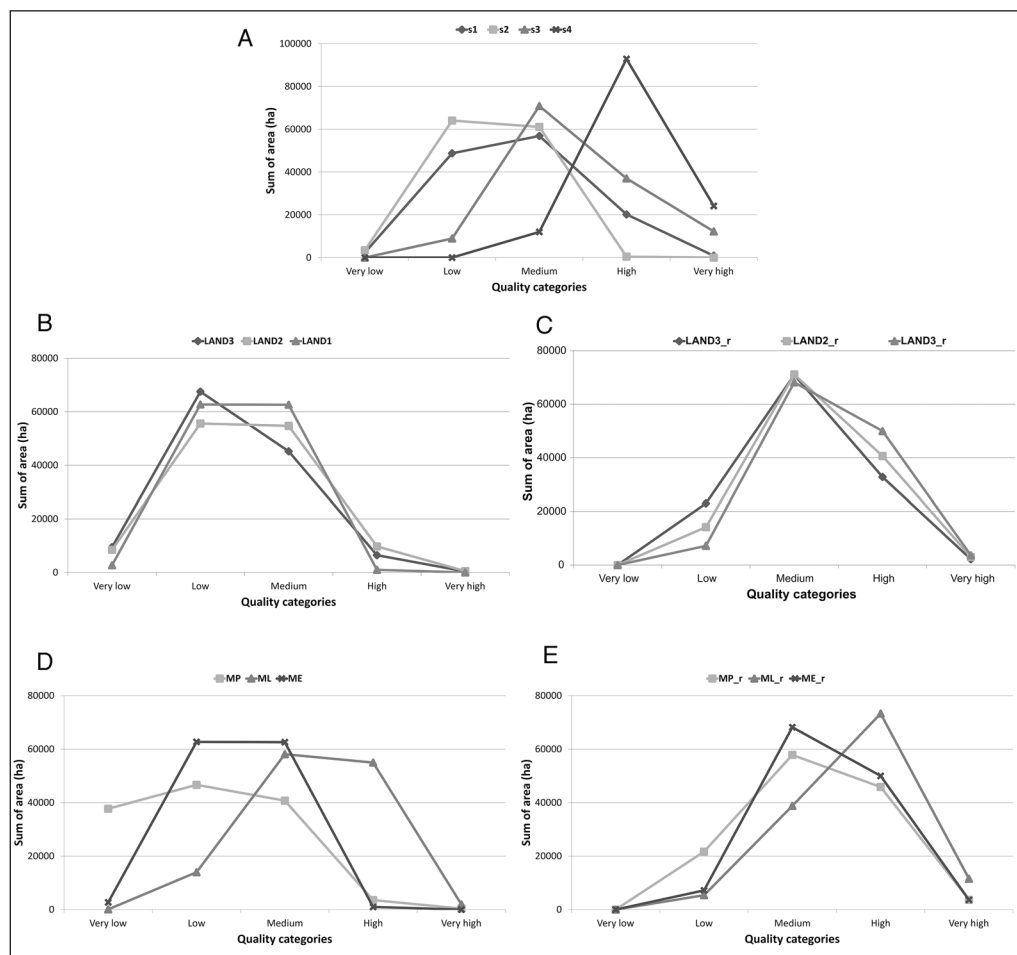 A
s1 s2 s3 s4
100000
80000
60000
40000
20000
0
Sum of area (ha)
Very low Low Medium High Very high
Quality categories
B
LAND3 LAND2 LAND1
80000
60000
40000
20000
0
Sum of area (ha)
Very low Low Medium High Very high
Quality categories
C
LAND3_r LAND2_r LAND3_r
80000
60000
40000
20000
0
Sum of area (ha)
Very low Low Medium High Very high
Quality categories
D
MP ML ME
80000
60000
40000
20000
0
Sum of area (ha)
Very low Low Medium High Very high
Quality categories
E
MP_r ML_r ME_r
80000
60000
40000
20000
0
Sum of area (ha)
Very low Low Medium High Very high
Quality categories